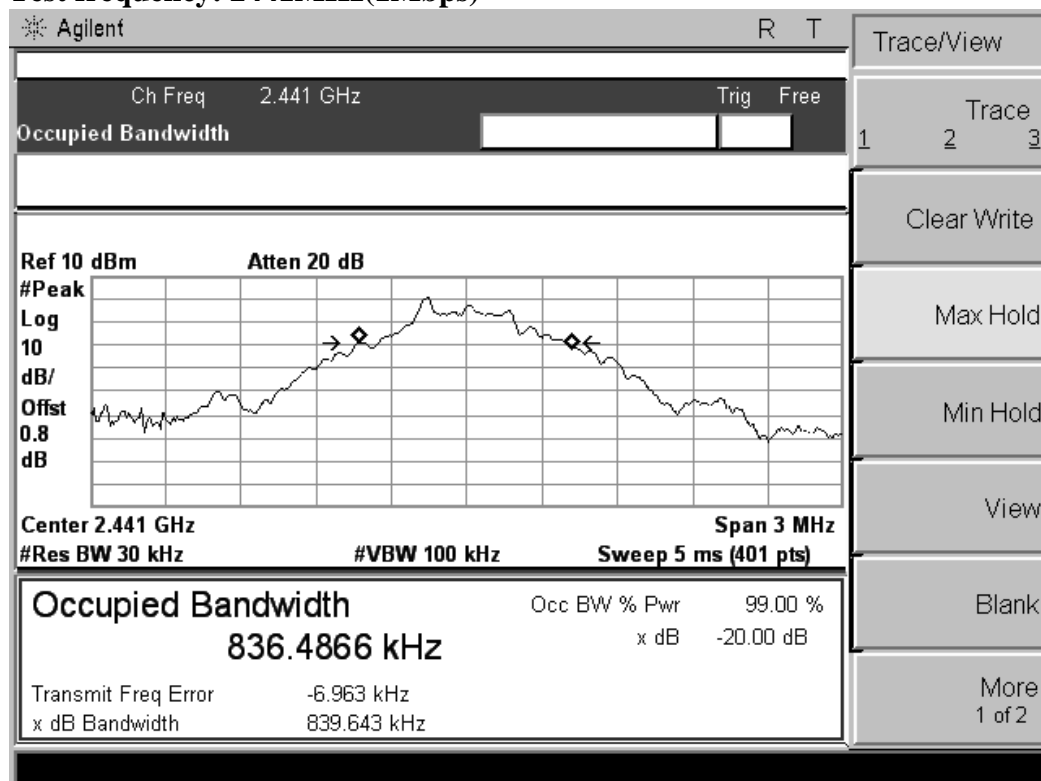 Agilent R T
Trace/View
Ch Freq 2.441 GHz Trig Free
Occupied Bandwidth
Trace
1 2 3
Clear Write
Ref 10 dBm Atten 20 dB
#Peak
Log
10
dB/
Offst
0.8
dB
Max Hold
Min Hold
View
Center 2.441 GHz Span 3 MHz
#Res BW 30 kHz #VBW 100 kHz Sweep 5 ms (401 pts)
Occupied Bandwidth
836.4866 kHz
Occ BW % Pwr 99.00 %
x dB -20.00 dB
Transmit Freq Error -6.963 kHz
x dB Bandwidth 839.643 kHz
Blank
More
1 of 2